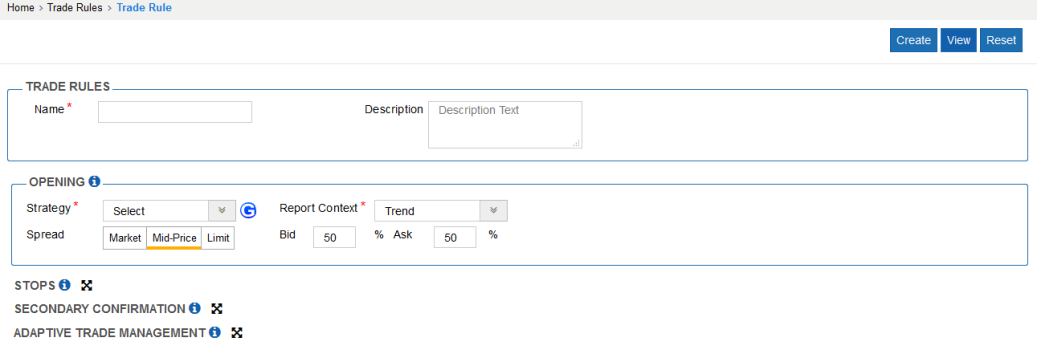 Home > Trade Rules > Trade Rule
Create View Reset
TRADE RULES
Name * Description Description Text
OPENING
Strategy * Select Report Context * Trend
Spread Market Mid-Price Limit Bid 50 % Ask 50 %
STOPS
SECONDARY CONFIRMATION
ADAPTIVE TRADE MANAGEMENT